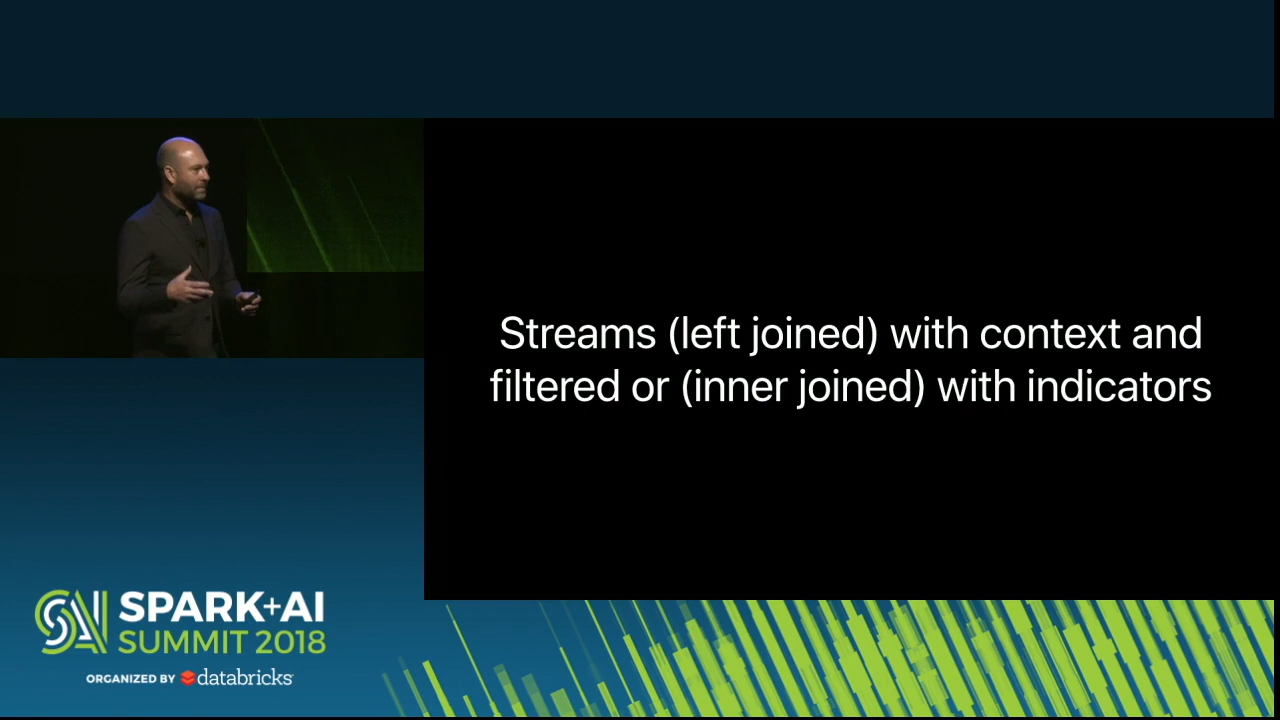 Streams (left joined) with context and
filtered or (inner joined) with indicators
SAI SPARK+AI
SUMMIT 2018
ORGANIZED BY databricks